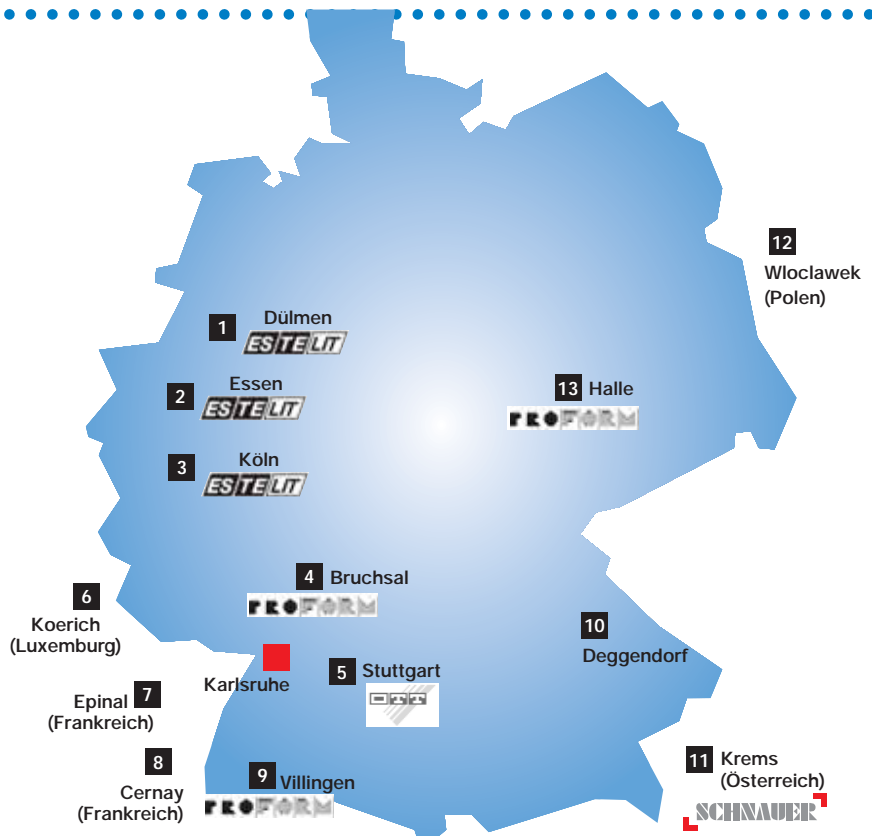 12
Wloclawek
(Polen)
1
Dülmen
ESTELIT
2
Essen
ESTELIT
13 Halle
PROFORM
3
Köln
ESTELIT
4 Bruchsal
PROFORM
6
Koerich
(Luxemburg)
10
Deggendorf
Karlsruhe
5 Stuttgart
Epinal 7
(Frankreich)
8
Cernay
(Frankreich)
9 Villingen
PROFORM
11 Krems
(Österreich)
SCHNAUER